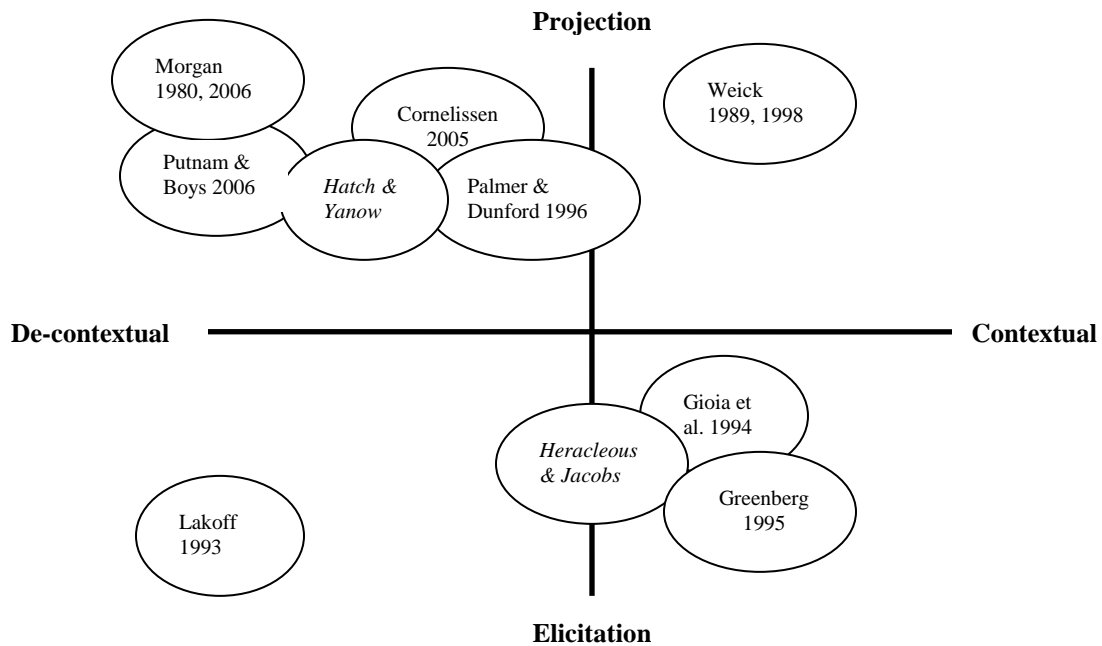 Projection
Morgan
1980, 2006
Weick
1989, 1998
Cornelissen
2005
Putnam &
Boys 2006
Hatch &
Yanow
Palmer &
Dunford 1996
De-contextual
Contextual
Gioia et
al. 1994
Heracleous
& Jacobs
Greenberg
1995
Lakoff
1993
Elicitation